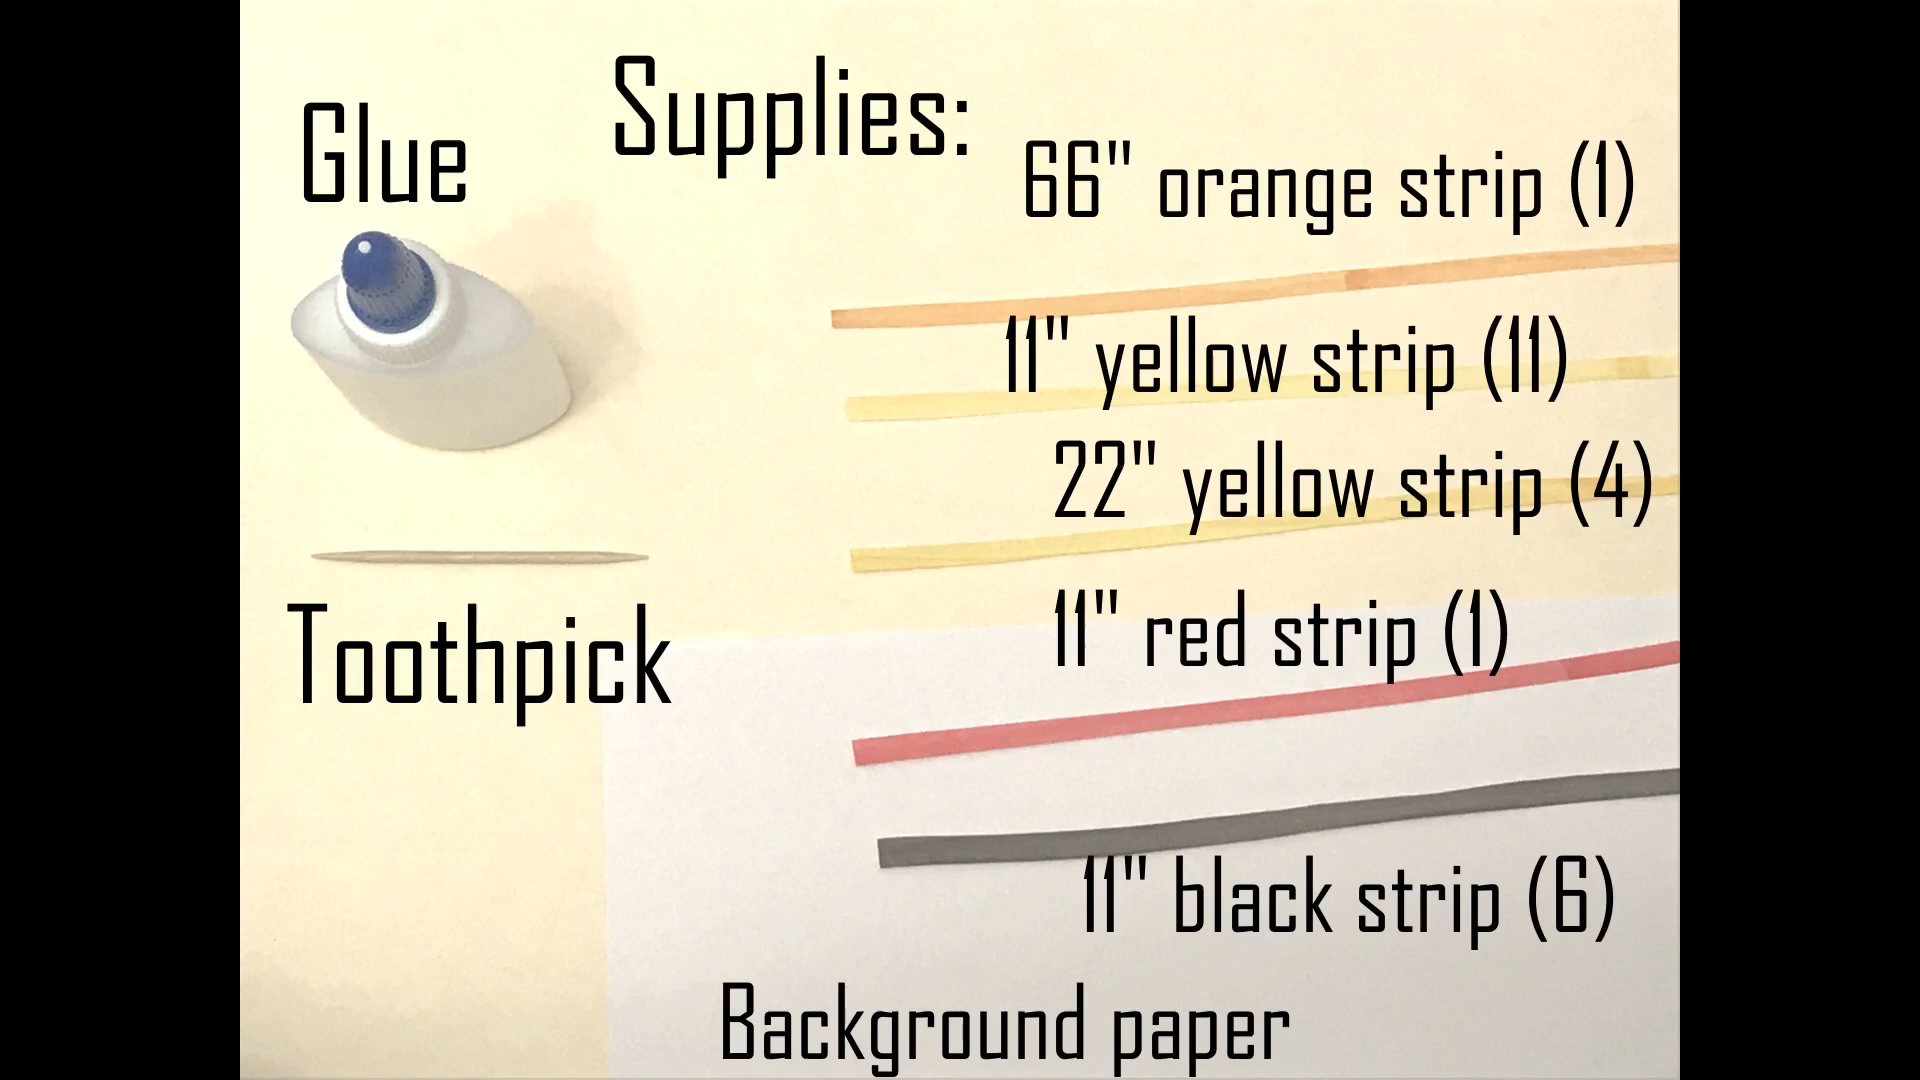 Supplies:
Glue
66" orange strip (1)
11" yellow strip (11)
22" yellow strip (4)
11" red strip (1)
Toothpick
11" black strip (6)
Background paper